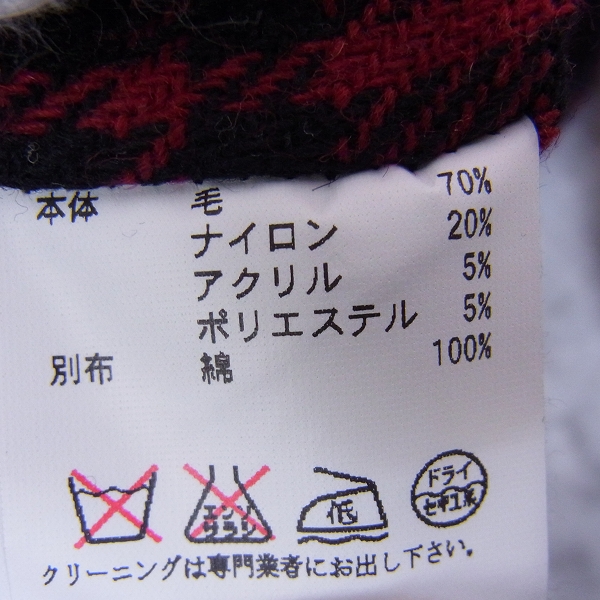 本体 毛 70%
ナイロン 20%
アクリル 5%
ポリエステル 5%
別布 綿 100%
エンソ
サラシ
低
ドライ
セキユ系
クリーニングは専門業者にお出し下さい。